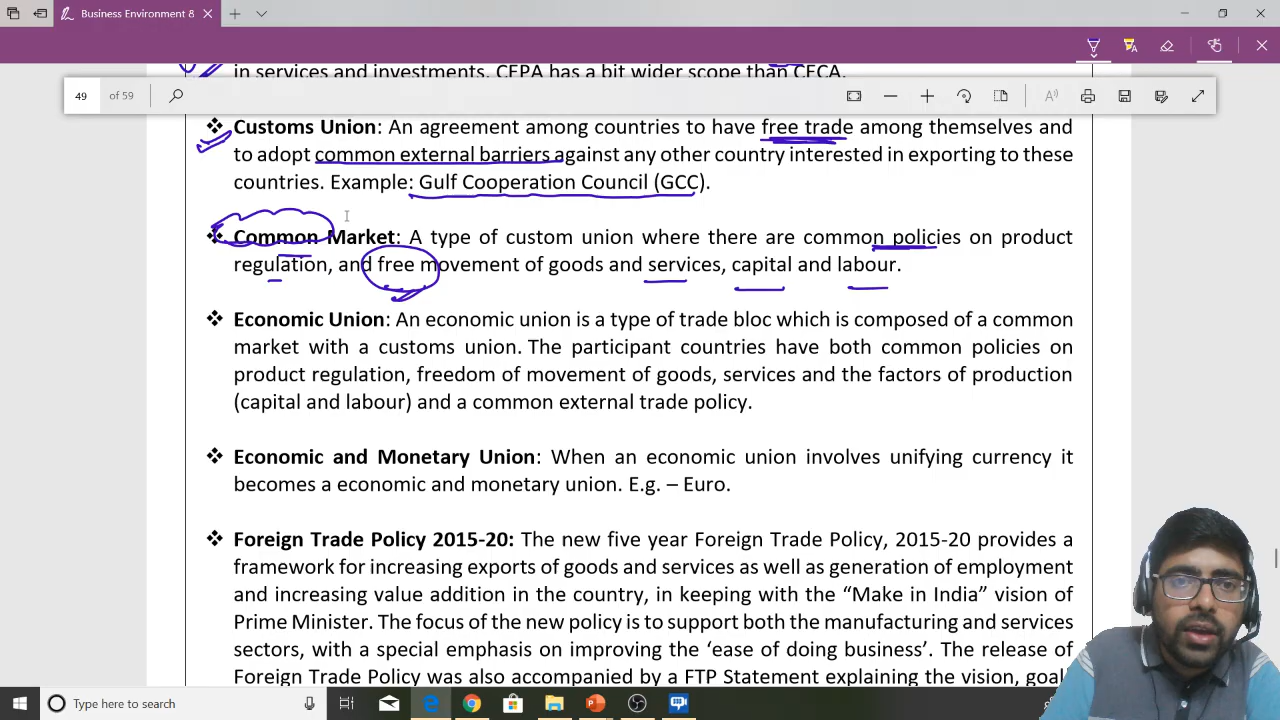 Business Environment 8
in services and investments. CEPA has a bit wider scope than CECA.
49 of 59
Customs Union: An agreement among countries to have free trade among themselves and
to adopt common external barriers against any other country interested in exporting to these
countries. Example: Gulf Cooperation Council (GCC).
Common Market: A type of custom union where there are common policies on product
regulation, and free movement of goods and services, capital and labour.
Economic Union: An economic union is a type of trade bloc which is composed of a common
market with a customs union. The participant countries have both common policies on
product regulation, freedom of movement of goods, services and the factors of production
(capital and labour) and a common external trade policy.
Economic and Monetary Union: When an economic union involves unifying currency it
becomes a economic and monetary union. E.g. – Euro.
Foreign Trade Policy 2015-20: The new five year Foreign Trade Policy, 2015-20 provides a
framework for increasing exports of goods and services as well as generation of employment
and increasing value addition in the country, in keeping with the “Make in India” vision of
Prime Minister. The focus of the new policy is to support both the manufacturing and services
sectors, with a special emphasis on improving the ‘ease of doing business’. The release of
Foreign Trade Policy was also accompanied by a FTP Statement explaining the vision, goal
Type here to search